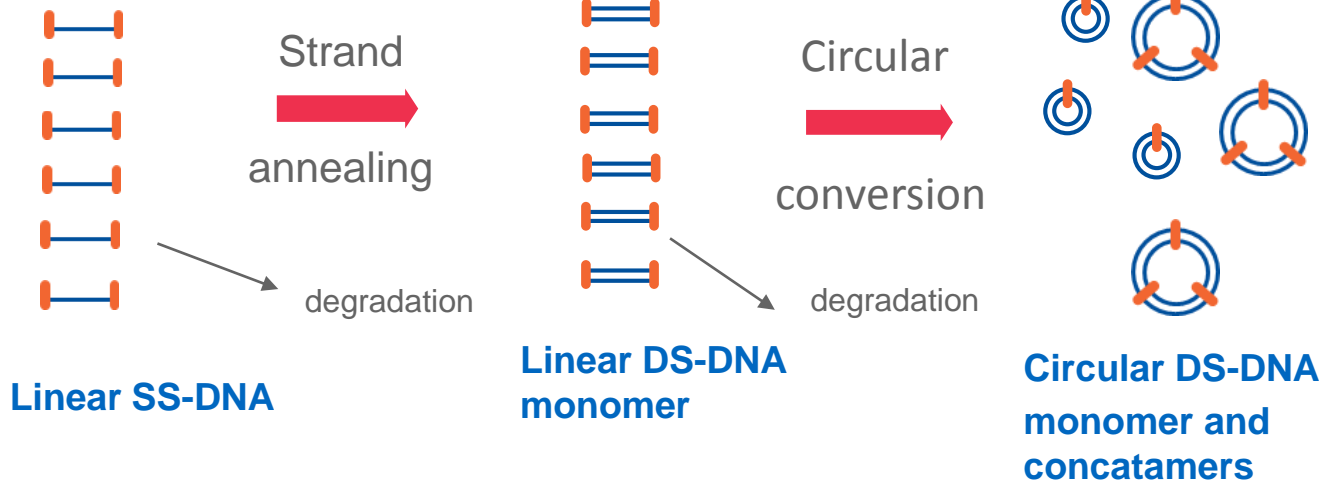 Strand
annealing
degradation
Linear SS-DNA
Circular
conversion
degradation
Linear DS-DNA
monomer
Circular DS-DNA
monomer and
concatamers